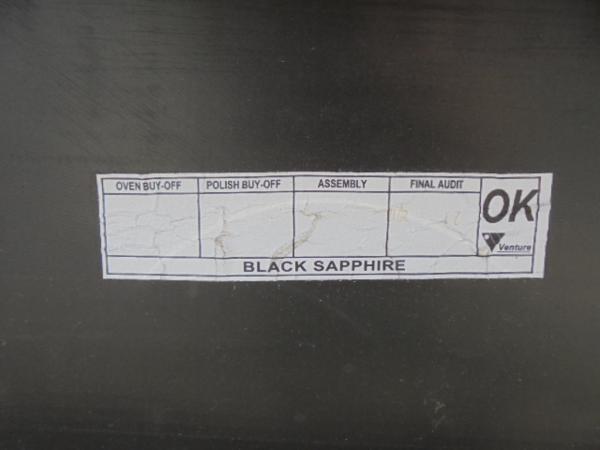 OVEN BUY-OFF POLISH BUY-OFF ASSEMBLY FINAL AUDIT
OK
Venture
BLACK SAPPHIRE